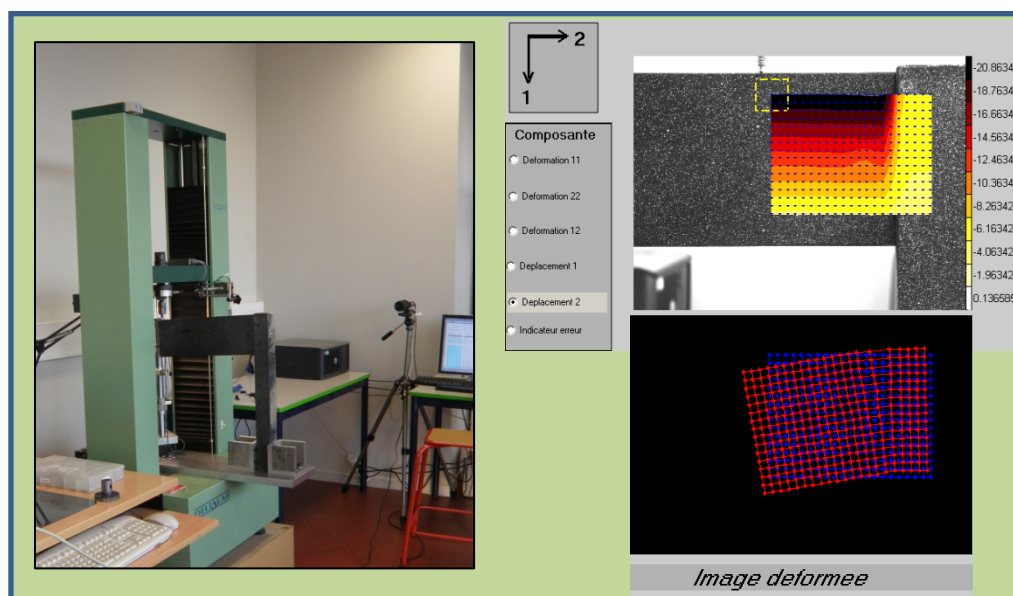 2
1
Composante
Deformation 11
Deformation 22
Deformation 12
Deplacement 1
Deplacement 2
Indicateur erreur
-20.8634
-18.7634
-16.6634
-14.5634
-12.4634
-10.3634
-8.26342
-6.16342
-4.06342
-1.96342
0.136585
DELTALAB
Image deformee